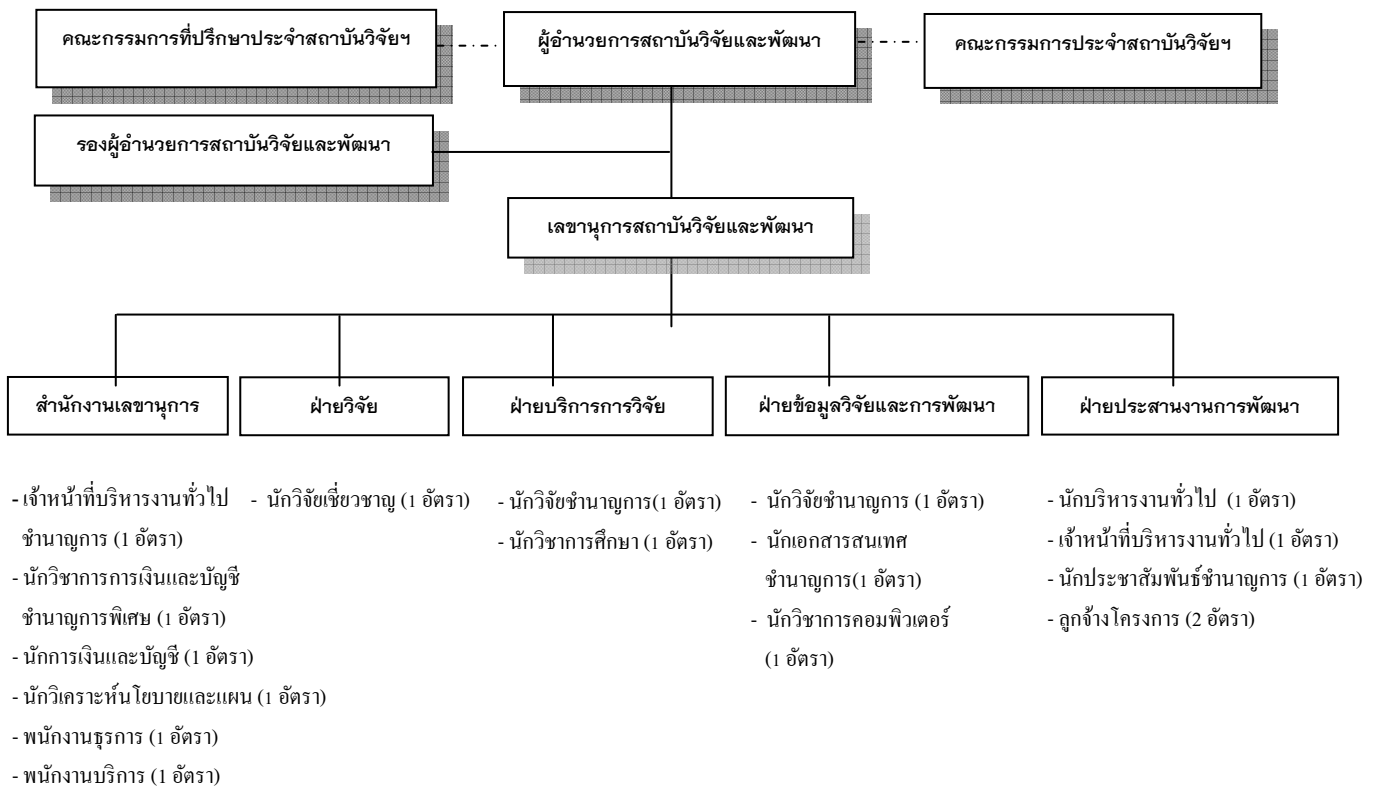 คณะกรรมการที่ปรึกษาประจำสถาบันวิจัยฯ
ผู้อำนวยการสถาบันวิจัยและพัฒนา
คณะกรรมการประจำสถาบันวิจัยฯ
รองผู้อำนวยการสถาบันวิจัยและพัฒนา
เลขานุการสถาบันวิจัยและพัฒนา
สำนักงานเลขานุการ
- เจ้าหน้าที่บริหารงานทั่วไป
ชำนาญการ (1 อัตรา)
- นักวิชาการการเงินและบัญชี
ชำนาญการพิเศษ (1 อัตรา)
- นักการเงินและบัญชี (1 อัตรา)
- นักวิเคราะห์นโยบายและแผน (1 อัตรา)
- พนักงานธุรการ (1 อัตรา)
- พนักงานบริการ (1 อัตรา)
ฝ่ายวิจัย
- นักวิจัยเชี่ยวชาญ (1 อัตรา)
ฝ่ายบริการการวิจัย
- นักวิจัยชำนาญการ(1 อัตรา)
- นักวิชาการศึกษา (1 อัตรา)
ฝ่ายข้อมูลวิจัยและการพัฒนา
- นักวิจัยชำนาญการ (1 อัตรา)
- นักเอกสารสนเทศ
ชำนาญการ(1 อัตรา)
- นักวิชาการคอมพิวเตอร์
(1 อัตรา)
ฝ่ายประสานงานการพัฒนา
- นักบริหารงานทั่วไป (1 อัตรา)
- เจ้าหน้าที่บริหารงานทั่วไป (1 อัตรา)
- นักประชาสัมพันธ์ชำนาญการ (1 อัตรา)
- ลูกจ้างโครงการ (2 อัตรา)